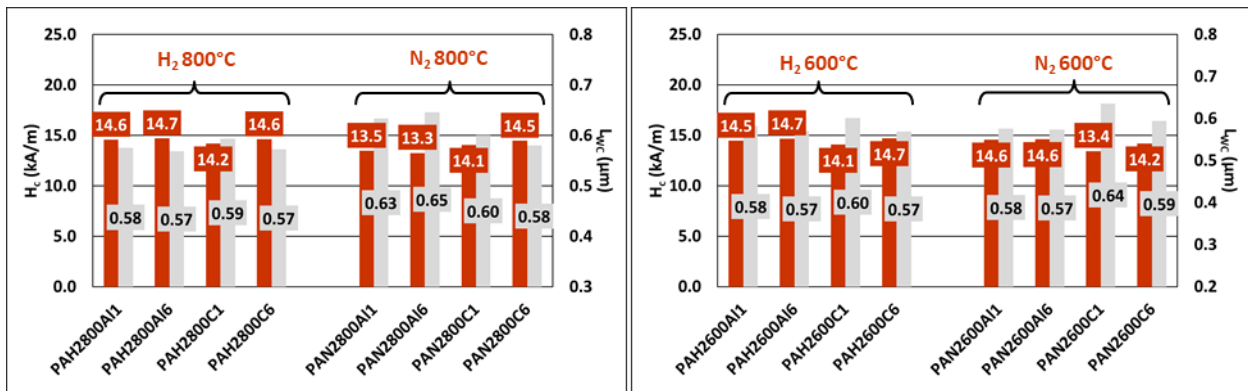 25.0
20.0
15.0
10.0
5.0
0.0
Hc (kA/m)
H2 800°C
N2 800°C
14.6
14.7
14.2
14.6
13.5
13.3
14.1
14.5
0.58
0.57
0.59
0.57
0.63
0.65
0.60
0.58
0.8
0.7
0.6
0.5
0.4
0.3
LWC (µm)
PAH2800Al1
PAH2800Al6
PAH2800C1
PAH2800C6
PAN2800Al1
PAN2800Al6
PAN2800C1
PAN2800C6
25.0
20.0
15.0
10.0
5.0
0.0
Hc (kA/m)
H2 600°C
N2 600°C
14.5
14.7
14.1
14.7
14.6
14.6
13.4
14.2
0.58
0.57
0.60
0.57
0.58
0.57
0.64
0.59
0.8
0.7
0.6
0.5
0.4
0.3
0.2
LWC (µm)
PAH2600Al1
PAH2600Al6
PAH2600C1
PAH2600C6
PAN2600Al1
PAN2600Al6
PAN2600C1
PAN2600C6